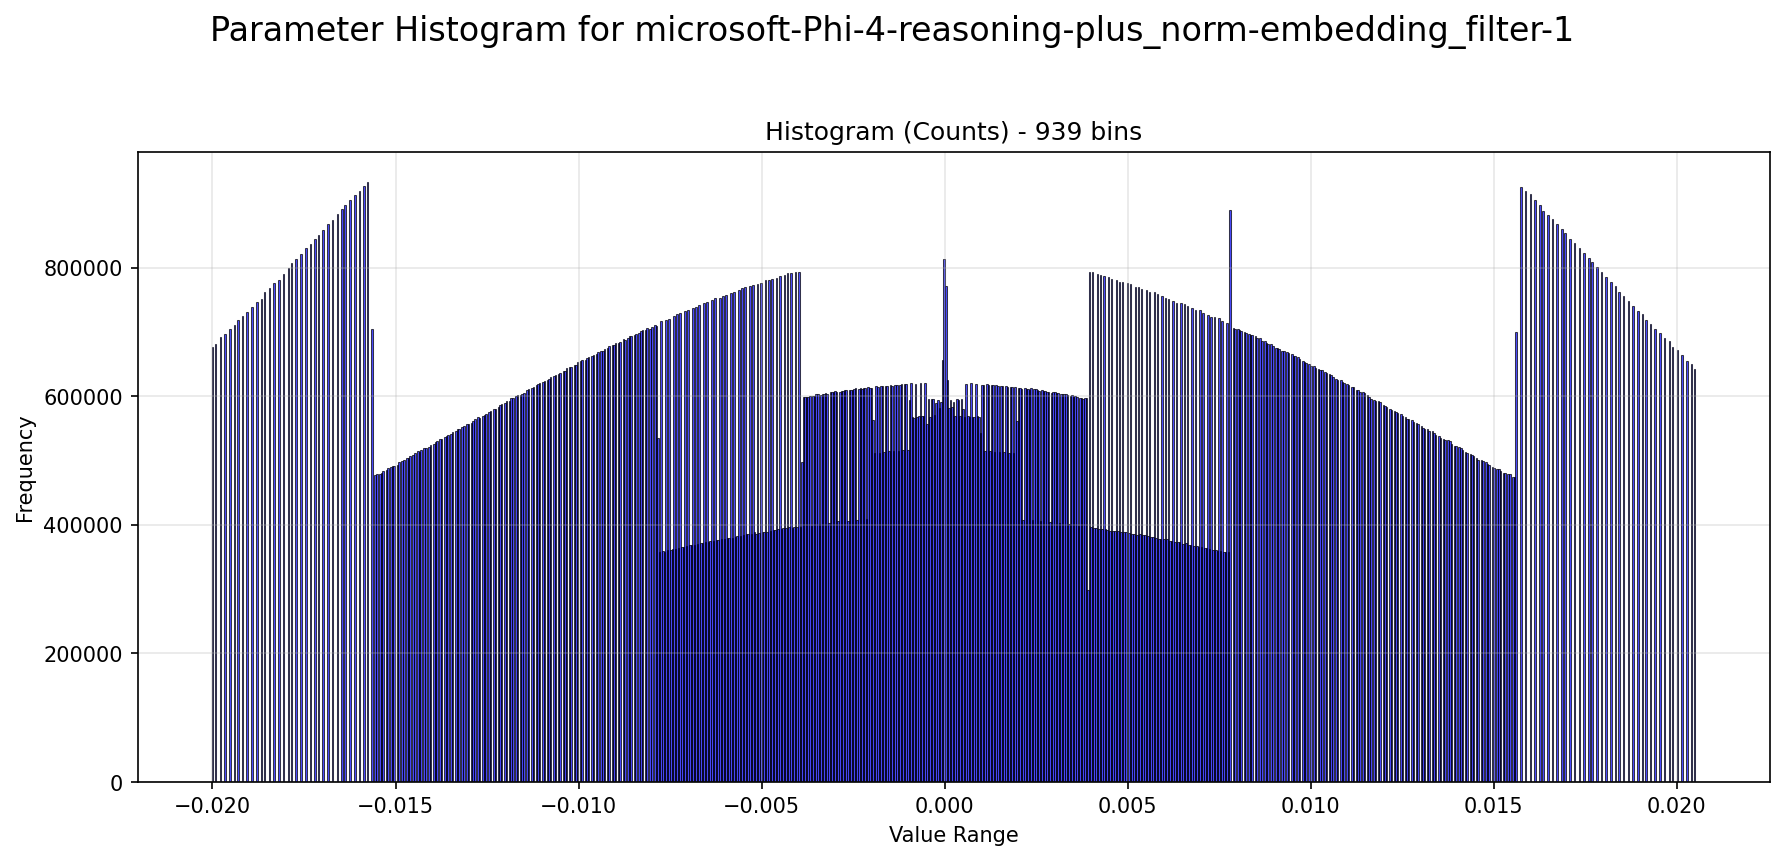 Parameter Histogram for microsoft-Phi-4-reasoning-plus_norm-embedding_filter-1
Histogram (Counts) - 939 bins
Frequency
800000
600000
400000
200000
0
−0.020 −0.015 −0.010 −0.005 0.000 0.005 0.010 0.015 0.020
Value Range